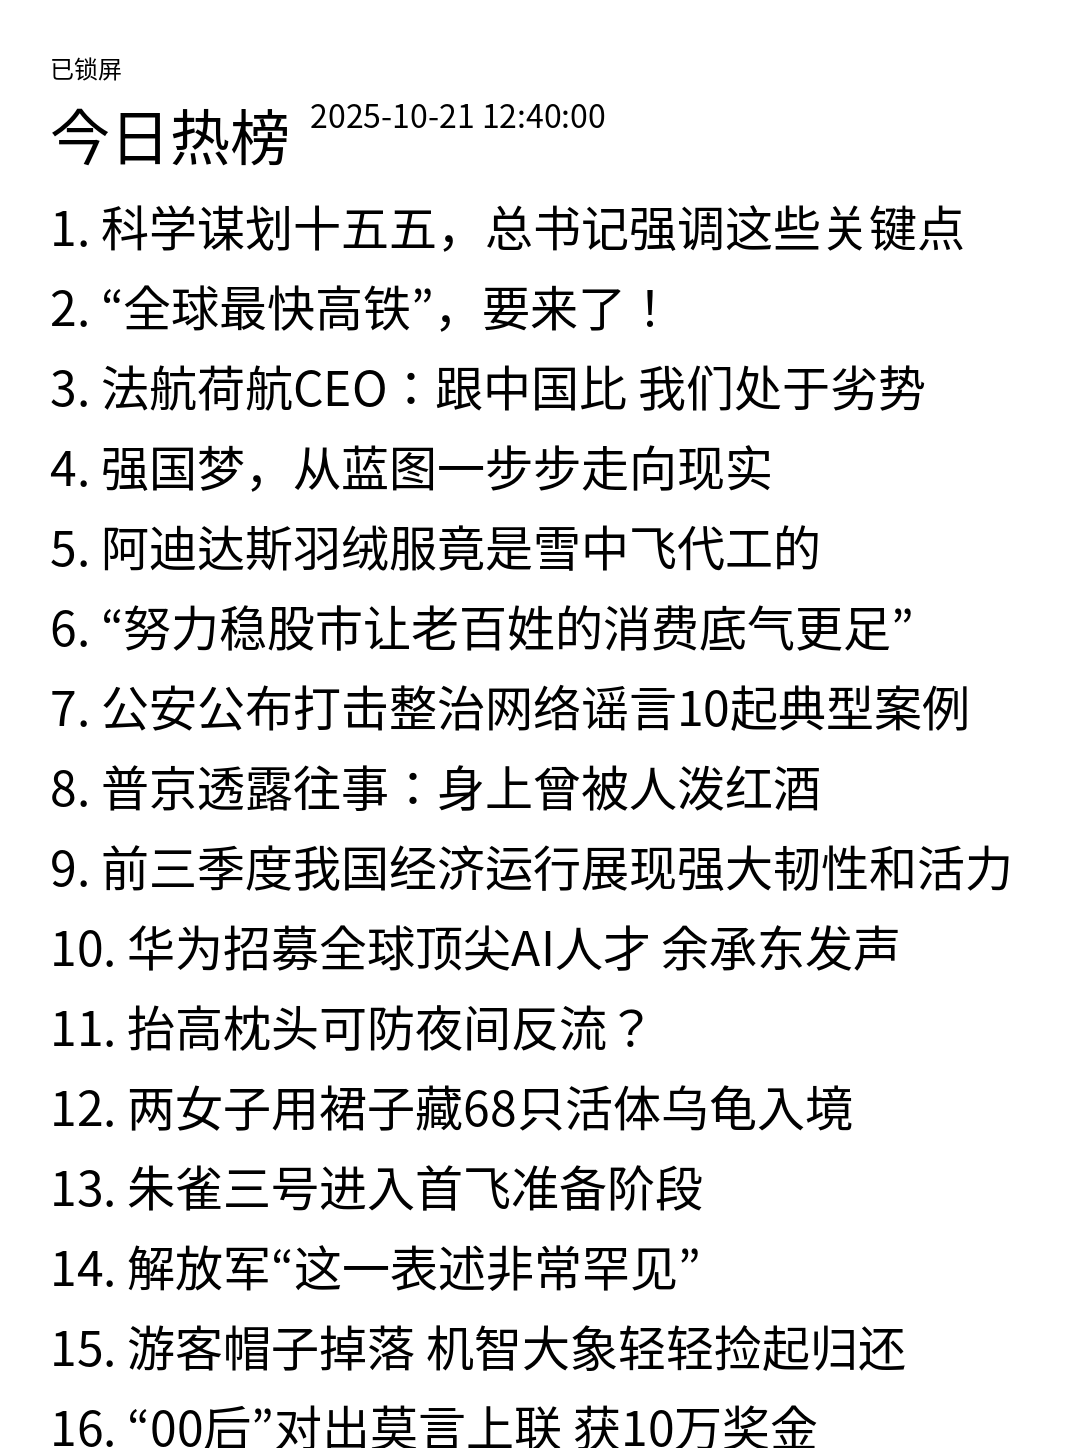 已锁屏
今日热榜 2025-10-21 12:40:00
1. 科学谋划十五五，总书记强调这些关键点
2. “全球最快高铁”，要来了！
3. 法航荷航CEO：跟中国比 我们处于劣势
4. 强国梦，从蓝图一步步走向现实
5. 阿迪达斯羽绒服竟是雪中飞代工的
6. “努力稳股市让老百姓的消费底气更足”
7. 公安公布打击整治网络谣言10起典型案例
8. 普京透露往事：身上曾被人泼红酒
9. 前三季度我国经济运行展现强大韧性和活力
10. 华为招募全球顶尖AI人才 余承东发声
11. 抬高枕头可防夜间反流？
12. 两女子用裙子藏68只活体乌龟入境
13. 朱雀三号进入首飞准备阶段
14. 解放军“这一表述非常罕见”
15. 游客帽子掉落 机智大象轻轻捡起归还
16. “00后”对出莫言上联 获10万奖金